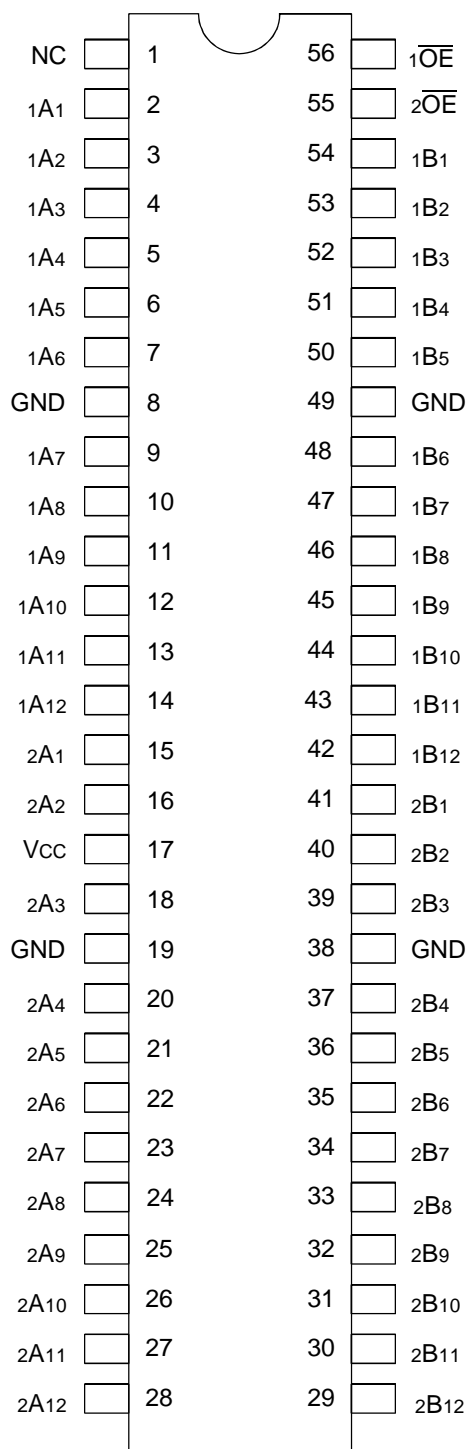 NC 1 56 1OE
1A1 2 55 2OE
1A2 3 54 1B1
1A3 4 53 1B2
1A4 5 52 1B3
1A5 6 51 1B4
1A6 7 50 1B5
GND 8 49 GND
1A7 9 48 1B6
1A8 10 47 1B7
1A9 11 46 1B8
1A10 12 45 1B9
1A11 13 44 1B10
1A12 14 43 1B11
2A1 15 42 1B12
2A2 16 41 2B1
VCC 17 40 2B2
2A3 18 39 2B3
GND 19 38 GND
2A4 20 37 2B4
2A5 21 36 2B5
2A6 22 35 2B6
2A7 23 34 2B7
2A8 24 33 2B8
2A9 25 32 2B9
2A10 26 31 2B10
2A11 27 30 2B11
2A12 28 29 2B12